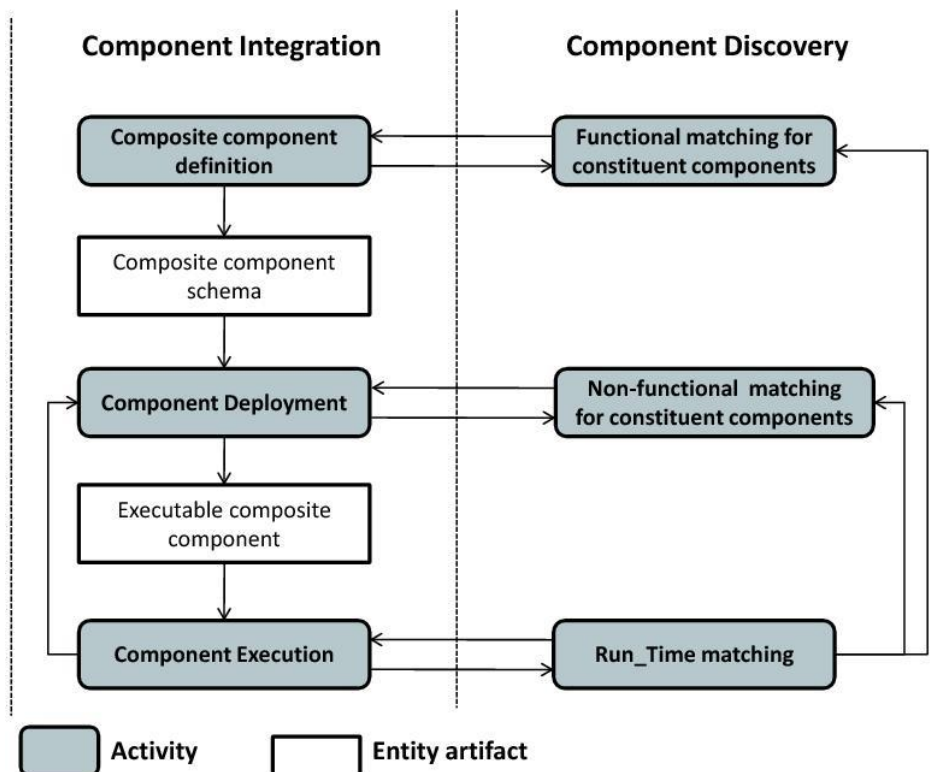 Component Integration
Component Discovery
Composite component
definition
Functional matching for
constituent components
Composite component
schema
Component Deployment
Non-functional matching
for constituent components
Executable composite
component
Component Execution
Run_Time matching
Activity
Entity artifact